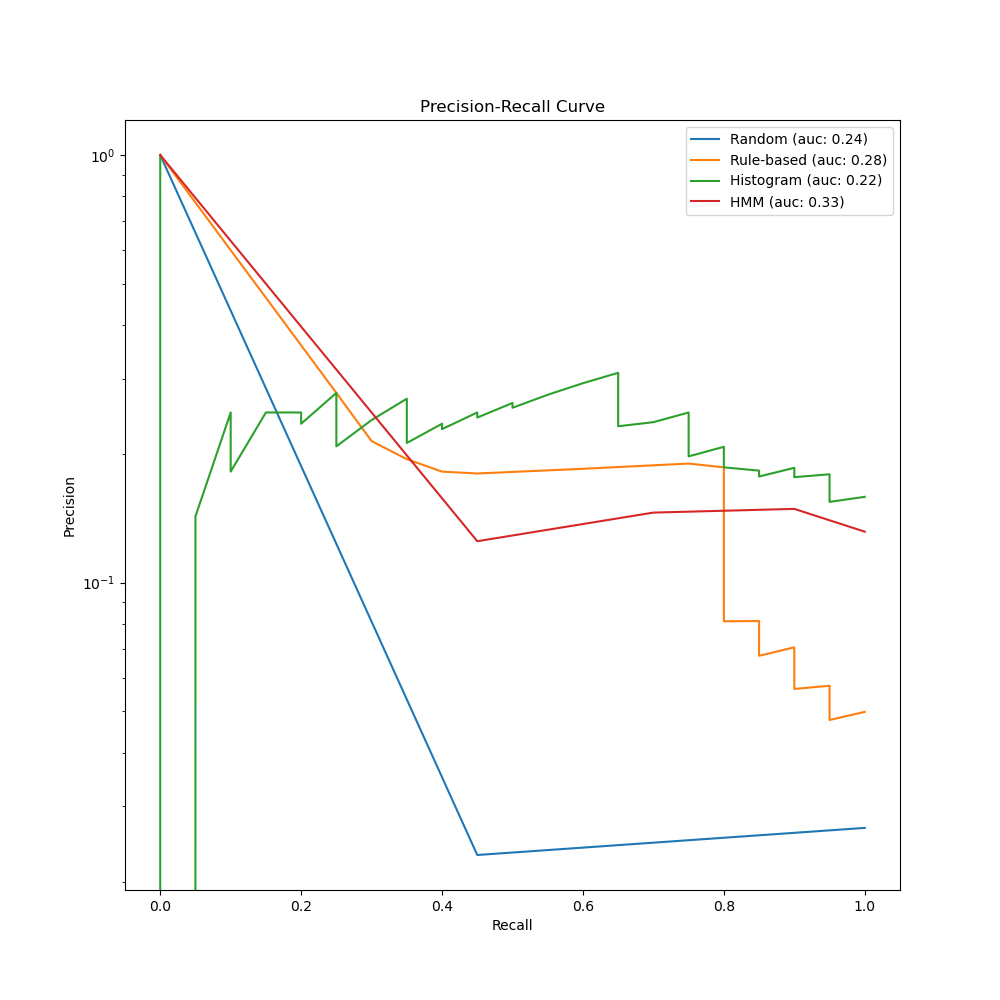 Precision-Recall Curve
Random (auc: 0.24)
Rule-based (auc: 0.28)
Histogram (auc: 0.22)
HMM (auc: 0.33)
10⁰
10⁻¹
Precision
0.0 0.2 0.4 0.6 0.8 1.0
Recall